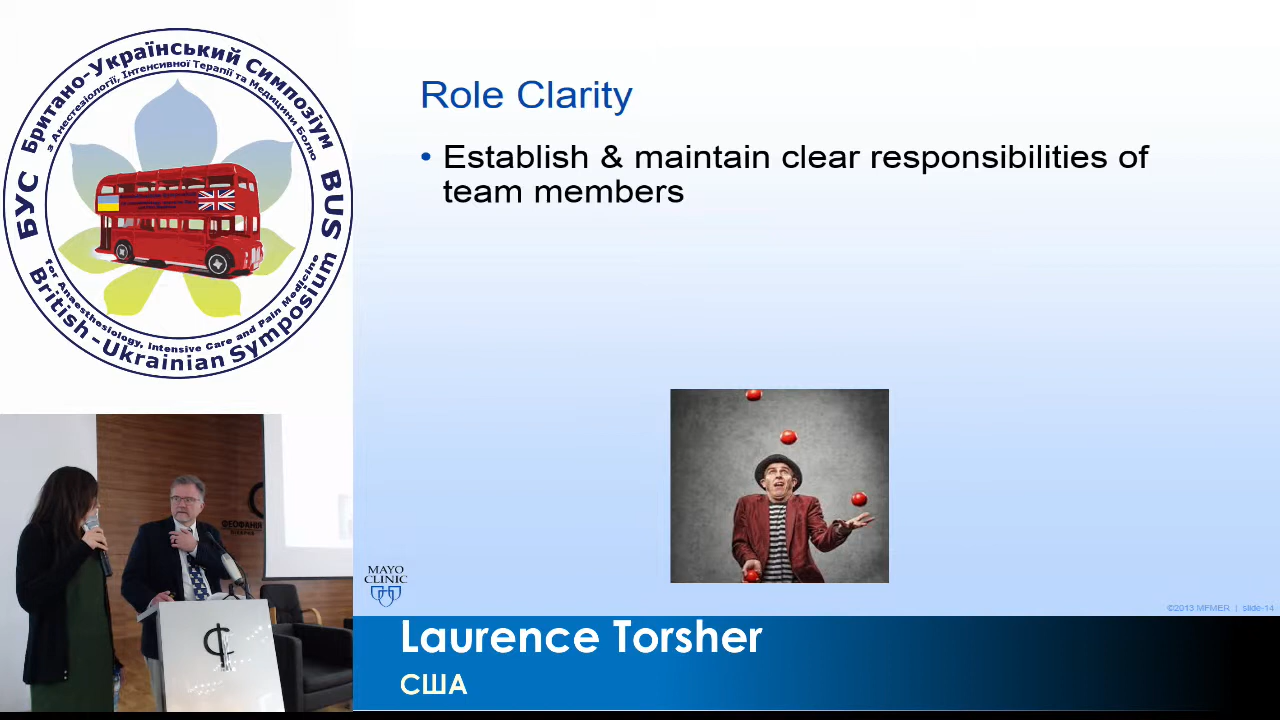 Британо-Український Симпозіум
з Анестезіології, Інтенсивної Терапії та Медицини Болю
БУС
BUS
for Anaesthesiology, Intensive Care and Pain Medicine
British-Ukrainian Symposium
Role Clarity
• Establish & maintain clear responsibilities of
team members
ФЕОФАНІЯ
MAYO
CLINIC
©2013 MFMER | slide-14
Laurence Torsher
США